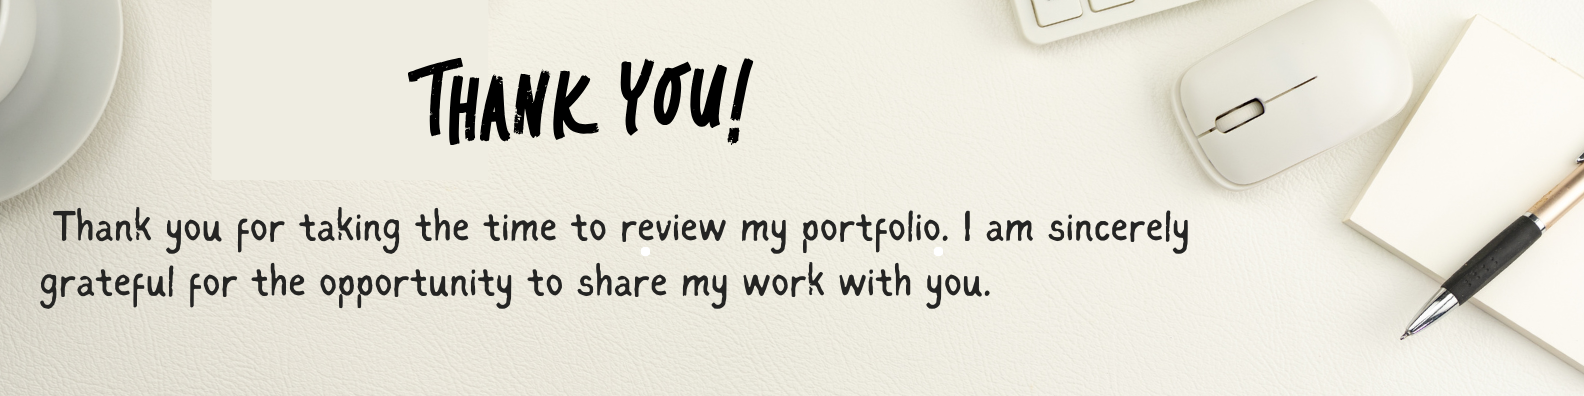 THANK YOU!
Thank you for taking the time to review my portfolio. I am sincerely
grateful for the opportunity to share my work with you.